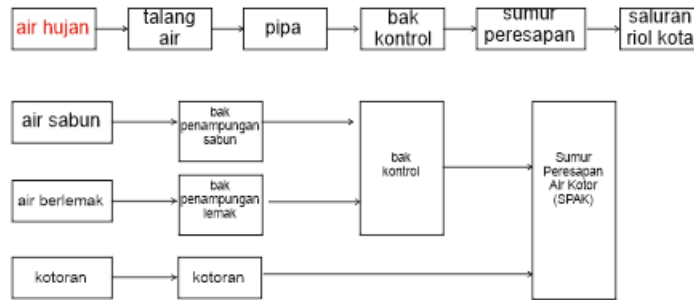 air hujan
talang
air
pipa
bak
kontrol
sumur
peresapan
saluran
riol kota
air sabun
bak
penampungan
sabun
bak
kontrol
Sumur
Peresapan
Air Kotor
(SPAK)
air berlemak
bak
penampungan
lemak
kotoran
kotoran